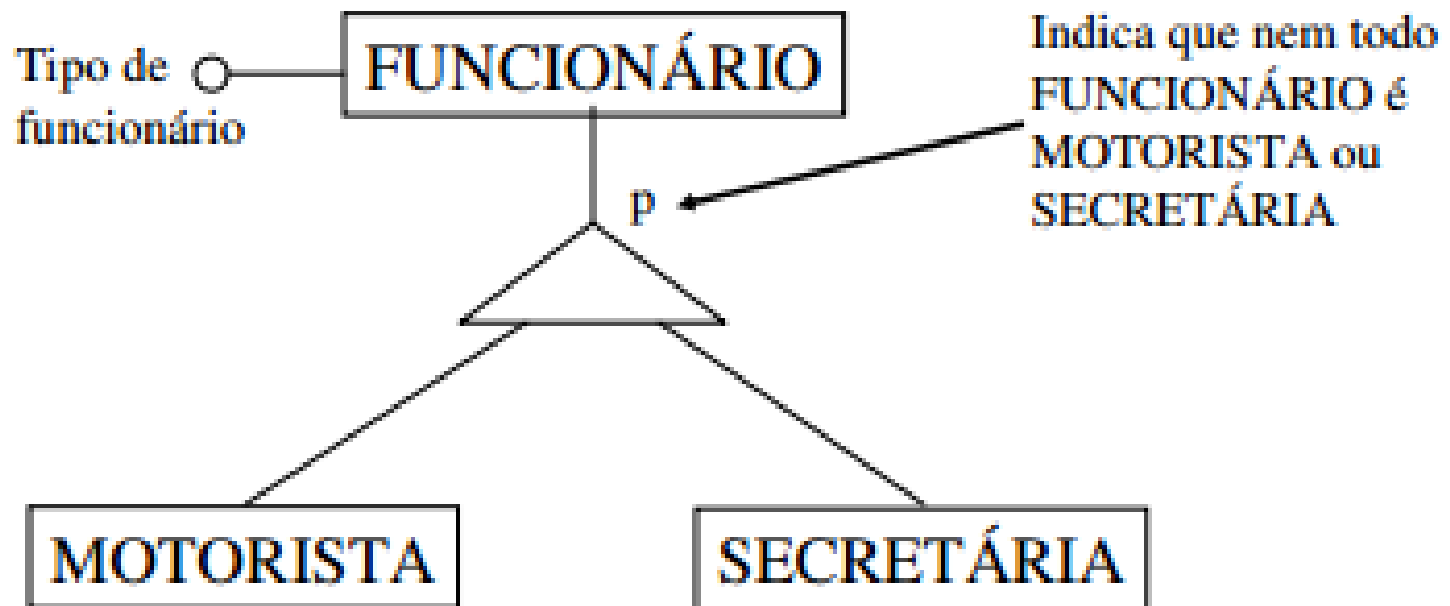 Tipo de
funcionário
FUNCIONÁRIO
Indica que nem todo
FUNCIONÁRIO é
MOTORISTA ou
SECRETÁRIA
p
MOTORISTA
SECRETÁRIA